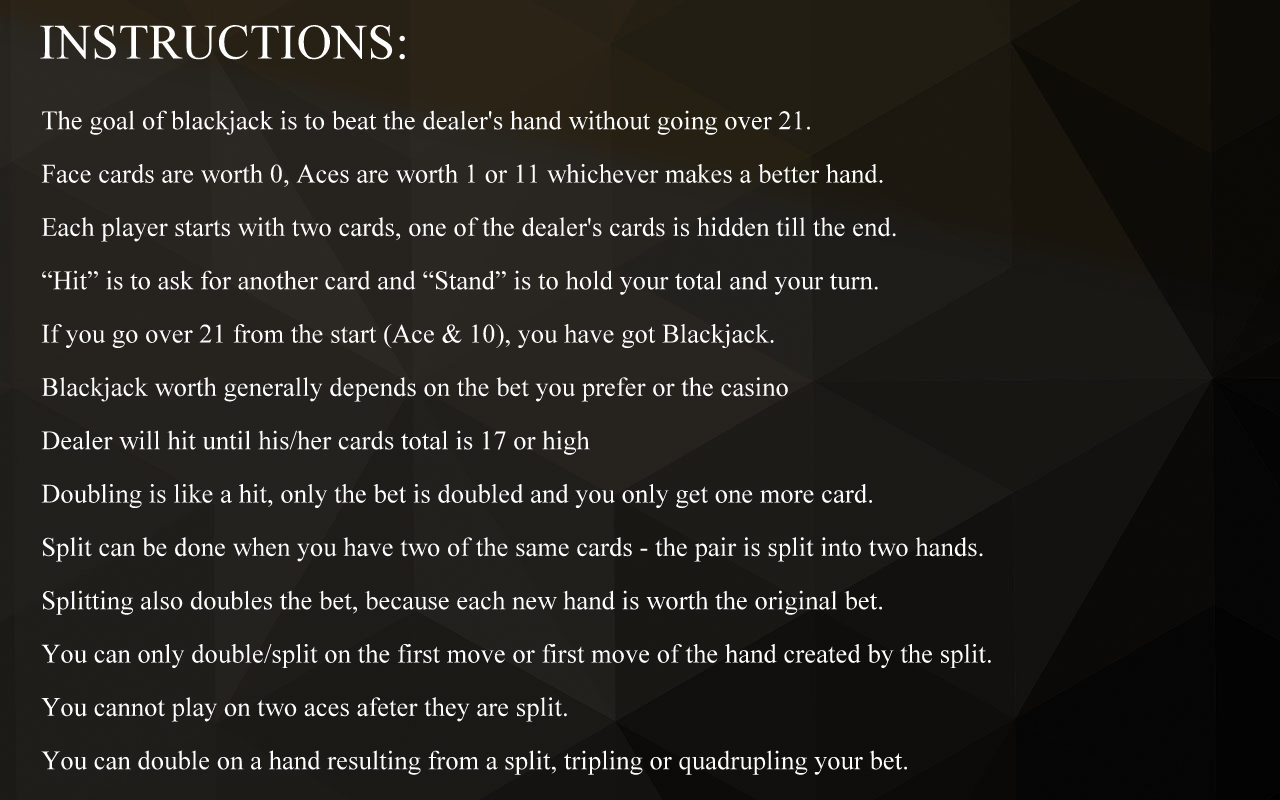 INSTRUCTIONS:
The goal of blackjack is to beat the dealer's hand without going over 21.
Face cards are worth 0, Aces are worth 1 or 11 whichever makes a better hand.
Each player starts with two cards, one of the dealer's cards is hidden till the end.
“Hit” is to ask for another card and “Stand” is to hold your total and your turn.
If you go over 21 from the start (Ace & 10), you have got Blackjack.
Blackjack worth generally depends on the bet you prefer or the casino
Dealer will hit until his/her cards total is 17 or high
Doubling is like a hit, only the bet is doubled and you only get one more card.
Split can be done when you have two of the same cards - the pair is split into two hands.
Splitting also doubles the bet, because each new hand is worth the original bet.
You can only double/split on the first move or first move of the hand created by the split.
You cannot play on two aces afeter they are split.
You can double on a hand resulting from a split, tripling or quadrupling your bet.